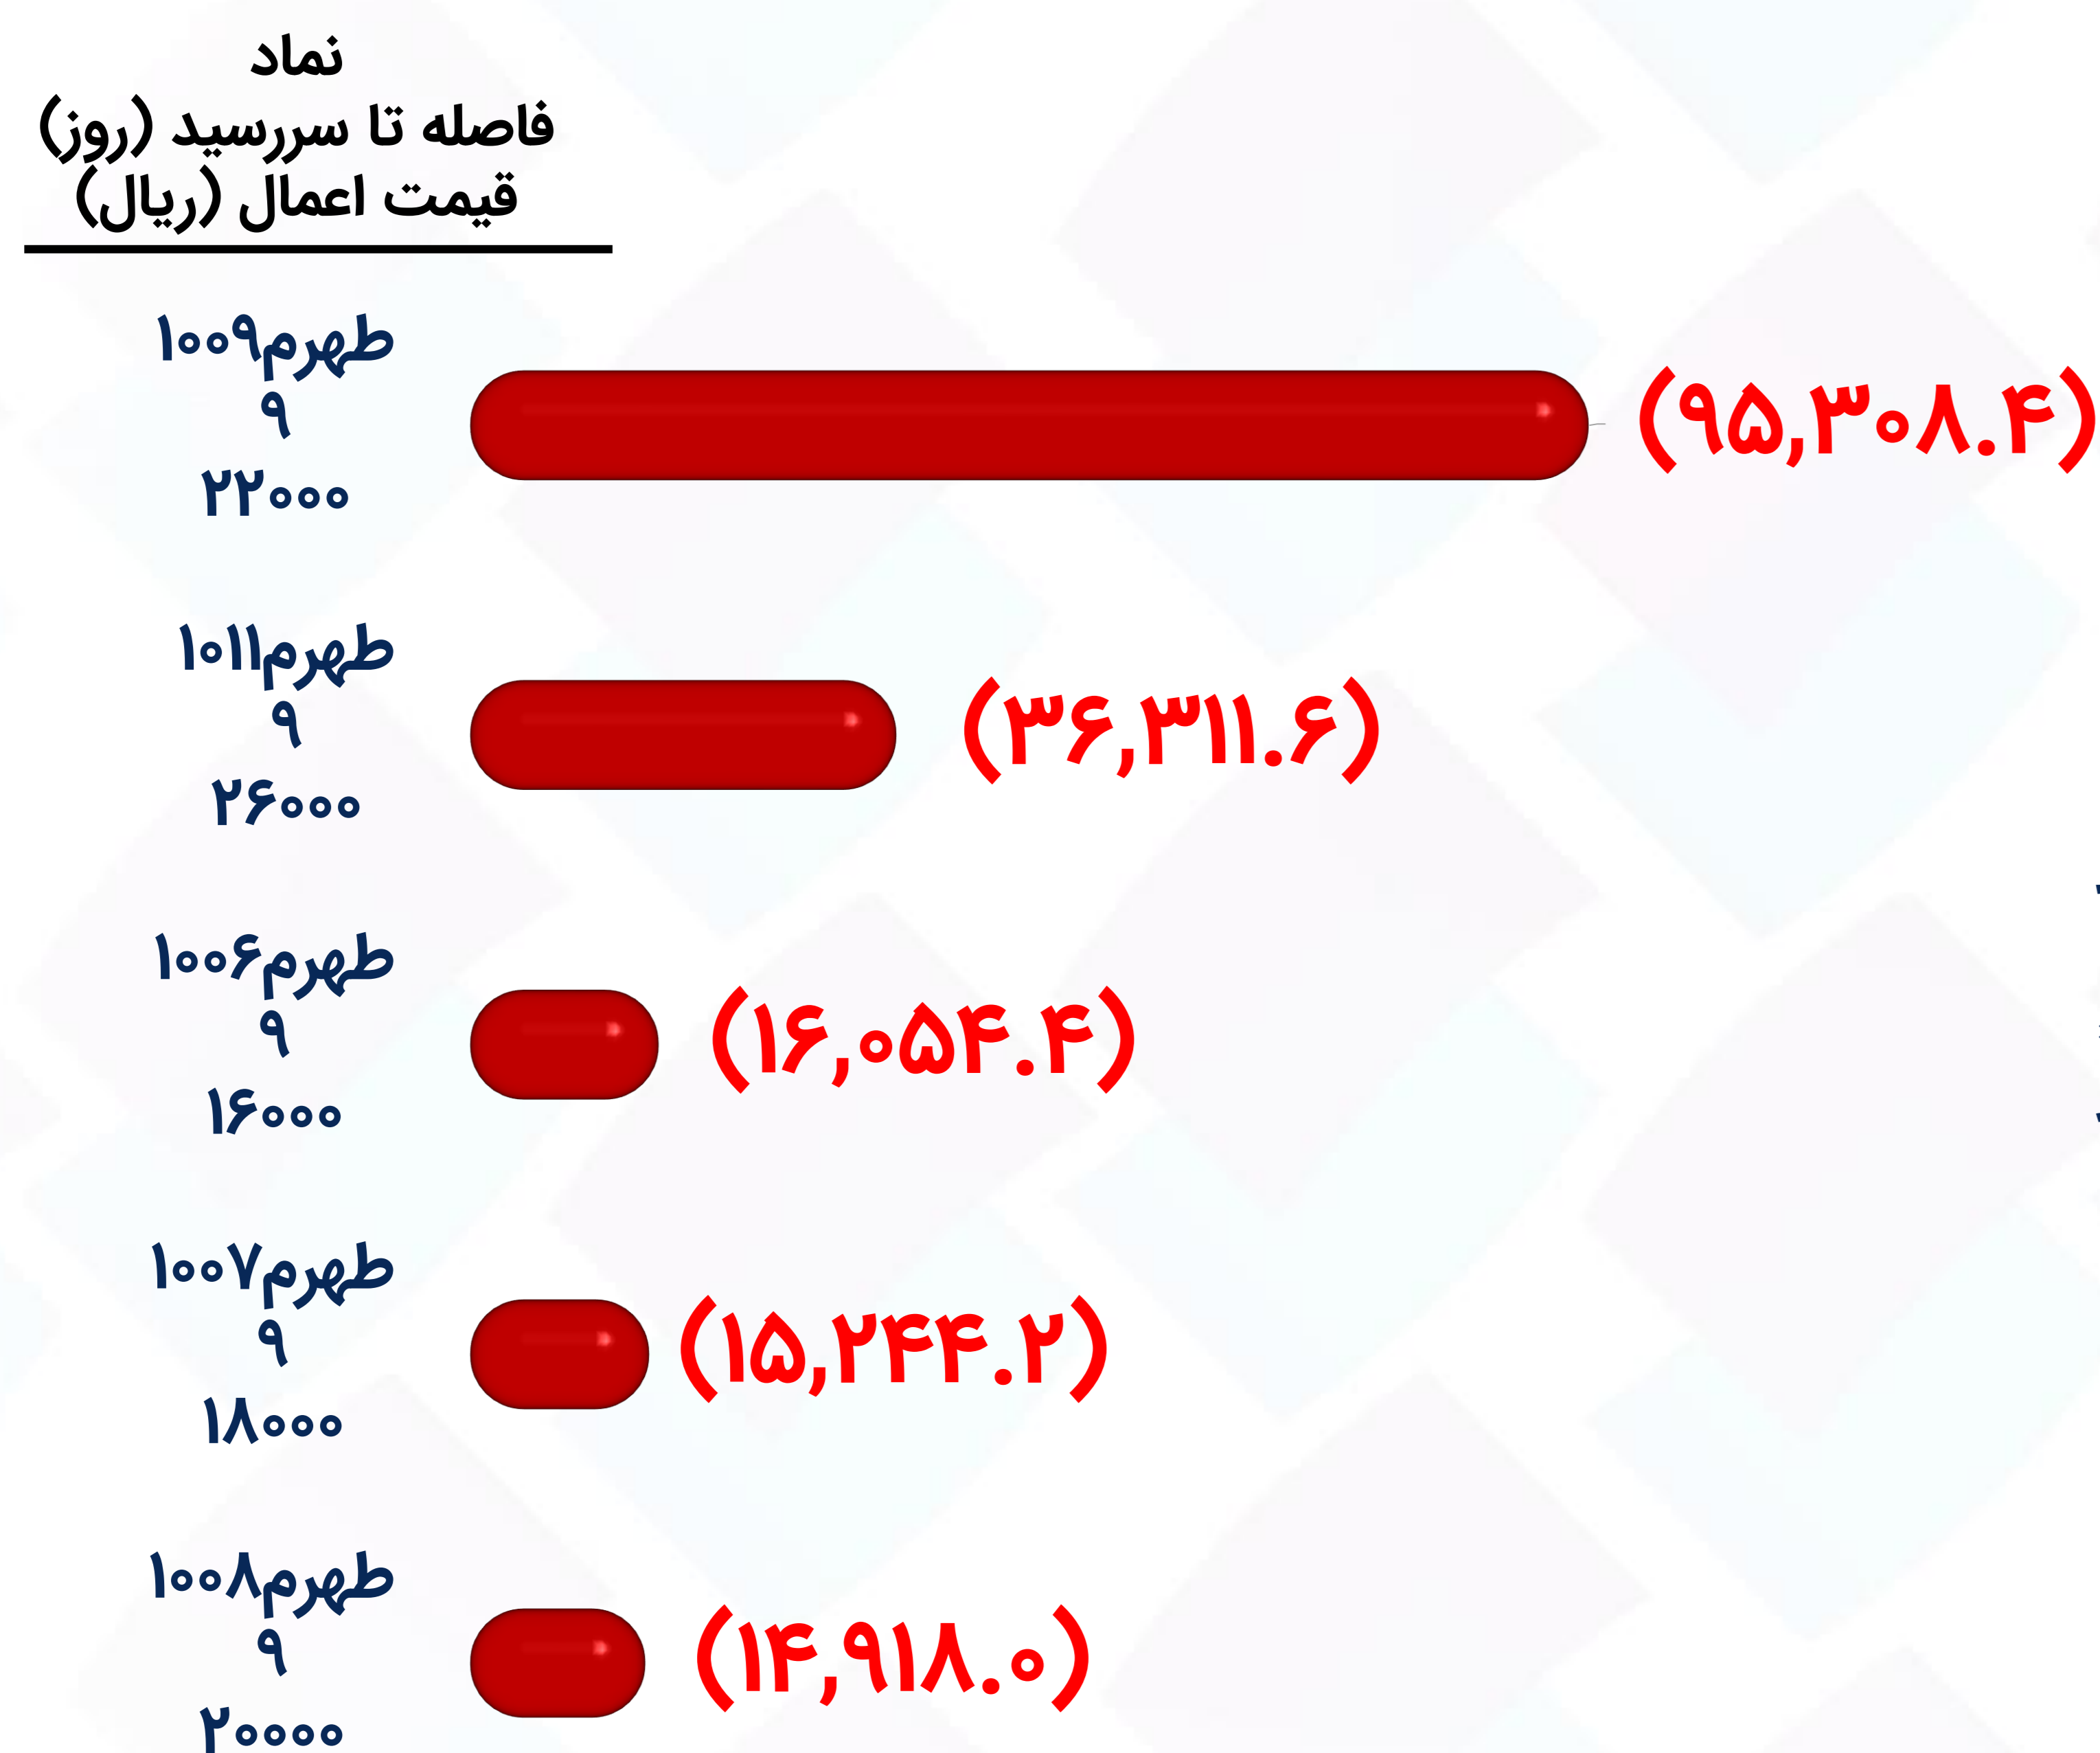 نماد
فاصله تا سررسید (روز)
قیمت اعمال (ریال)
طهرم۱۰۰۹
۹
۲۲۰۰۰
(۹۵,۳۰۸.۴)
طهرم۱۰۱۱
۹
۲۶۰۰۰
(۳۶,۳۱۱.۶)
طهرم۱۰۰۶
۹
۱۶۰۰۰
(۱۶,۰۵۴.۴)
طهرم۱۰۰۷
۹
۱۸۰۰۰
(۱۵,۲۴۴.۲)
طهرم۱۰۰۸
۹
۲۰۰۰۰
(۱۴,۹۱۸.۰)